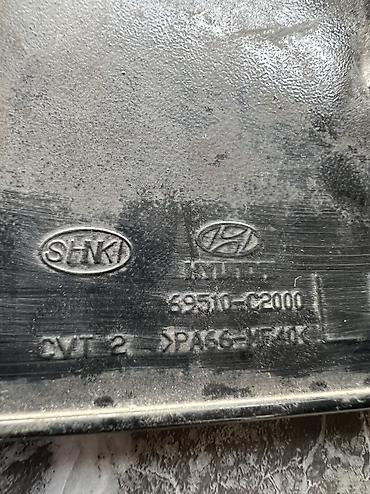 SHNKI
HYUNDAI
69510-C2000
CVT 2 >PA66-MF40<